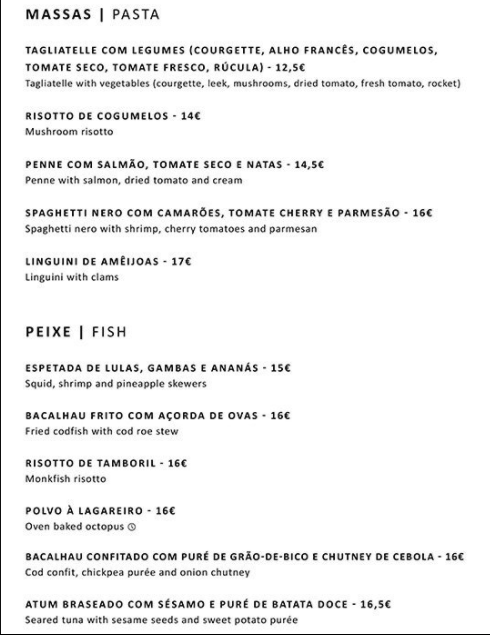 MASSAS | PASTA
TAGLIATELLE COM LEGUMES (COURGETTE, ALHO FRANCÊS, COGUMELOS,
TOMATE SECO, TOMATE FRESCO, RÚCULA) - 12,5€
Tagliatelle with vegetables (courgette, leek, mushrooms, dried tomato, fresh tomato, rocket)
RISOTTO DE COGUMELOS - 14€
Mushroom risotto
PENNE COM SALMÃO, TOMATE SECO E NATAS - 14,5€
Penne with salmon, dried tomato and cream
SPAGHETTI NERO COM CAMARÕES, TOMATE CHERRY E PARMESÃO - 16€
Spaghetti nero with shrimp, cherry tomatoes and parmesan
LINGUINI DE AMÊIJOAS - 17€
Linguini with clams
PEIXE | FISH
ESPETADA DE LULAS, GAMBAS E ANANÁS - 15€
Squid, shrimp and pineapple skewers
BACALHAU FRITO COM AÇORDA DE OVAS - 16€
Fried codfish with cod roe stew
RISOTTO DE TAMBORIL - 16€
Monkfish risotto
POLVO À LAGAREIRO - 16€
Oven baked octopus
BACALHAU CONFITADO COM PURÉ DE GRÃO-DE-BICO E CHUTNEY DE CEBOLA - 16€
Cod confit, chickpea purée and onion chutney
ATUM BRASEADO COM SÉSAMO E PURÉ DE BATATA DOCE - 16,5€
Seared tuna with sesame seeds and sweet potato purée